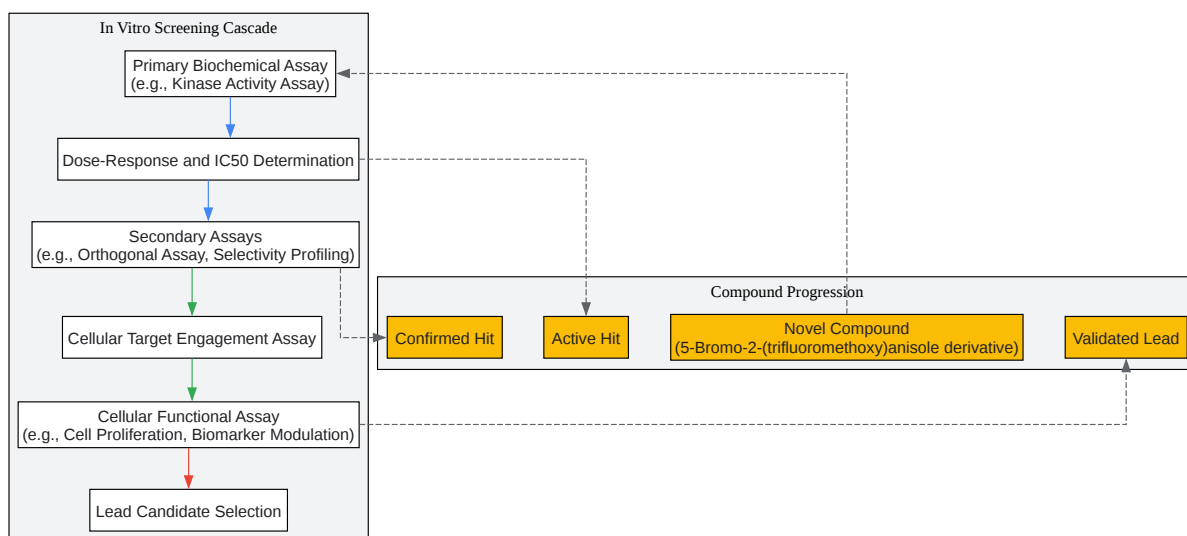 In Vitro Screening Cascade
Primary Biochemical Assay
(e.g., Kinase Activity Assay)
Dose-Response and IC50 Determination
Secondary Assays
(e.g., Orthogonal Assay, Selectivity Profiling)
Cellular Target Engagement Assay
Cellular Functional Assay
(e.g., Cell Proliferation, Biomarker Modulation)
Lead Candidate Selection
Compound Progression
Confirmed Hit
Active Hit
Novel Compound
(5-Bromo-2-(trifluoromethoxy)anisole derivative)
Validated Lead